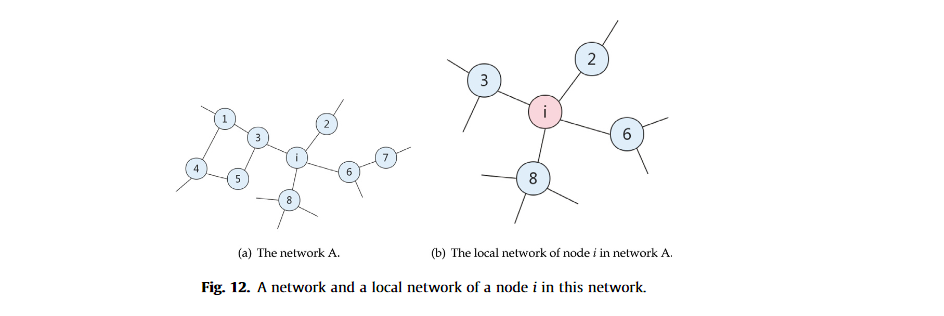 1
2
3
i
7
4
5
6
8
2
3
i
6
8
(a) The network A.
(b) The local network of node i in network A.
Fig. 12. A network and a local network of a node i in this network.